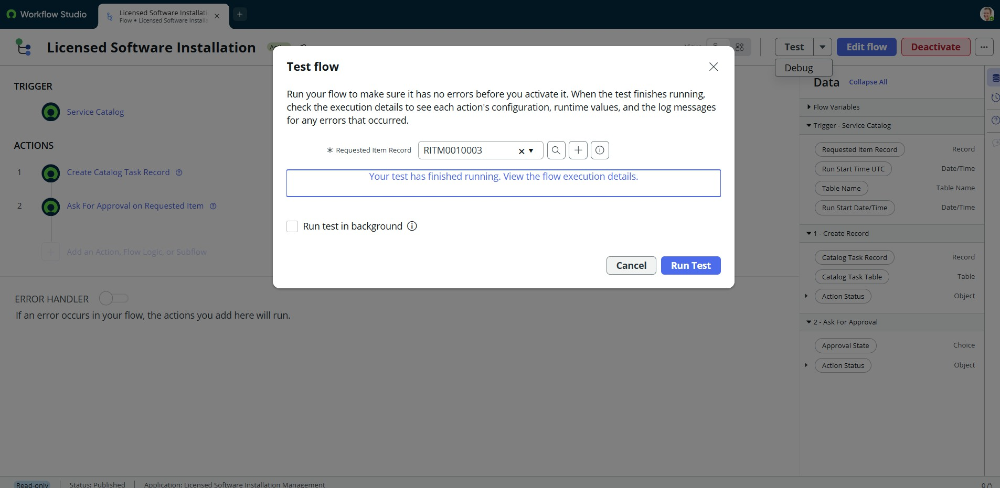 Workflow Studio
Licensed Software Installati
Flow • Licensed Software Installa
Licensed Software Installation
Test
Edit flow
Deactivate
Debug
TRIGGER
Service Catalog
ACTIONS
1
Create Catalog Task Record
2
Ask For Approval on Requested Item
Add an Action, Flow Logic, or Subflow
ERROR HANDLER
If an error occurs in your flow, the actions you add here will run.
Test flow
Run your flow to make sure it has no errors before you activate it. When the test finishes running,
check the execution details to see each action's configuration, runtime values, and the log messages
for any errors that occurred.
* Requested Item Record
RITM0010003
Your test has finished running. View the flow execution details.
Run test in background
Cancel
Run Test
Data
Collapse All
Flow Variables
Trigger - Service Catalog
Requested Item Record
Record
Run Start Time UTC
Date/Time
Table Name
Table Name
Run Start Date/Time
Date/Time
1 - Create Record
Catalog Task Record
Record
Catalog Task Table
Table
Action Status
Object
2 - Ask For Approval
Approval State
Choice
Action Status
Object
Read-only
Status: Published
Application: Licensed Software Installation Management
0